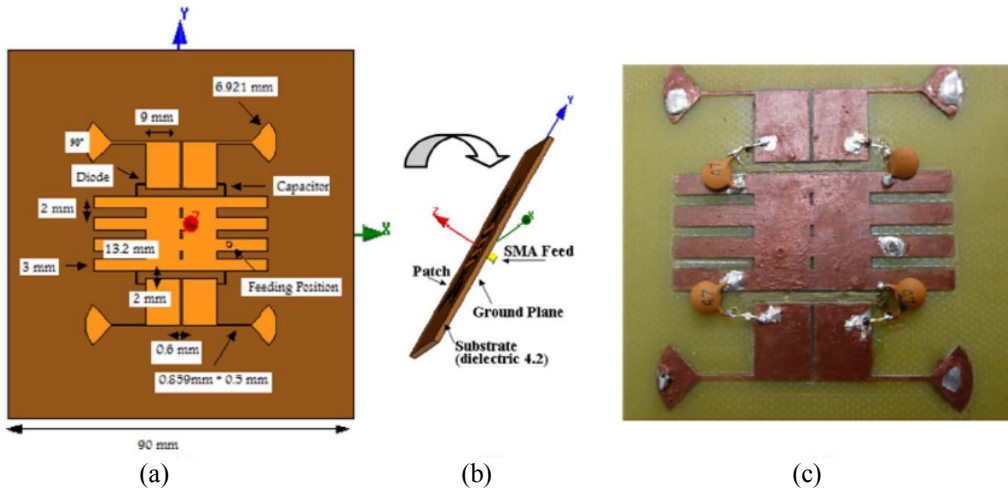 Y
6.921 mm
9 mm
90°
Diode
Capacitor
2 mm
X
13.2 mm
3 mm
Feeding Position
2 mm
0.6 mm
0.859mm * 0.5 mm
90 mm
(a)
Y
Z
X
SMA Feed
Patch
Ground Plane
Substrate
(dielectric 4.2)
(b)
47
47
(c)